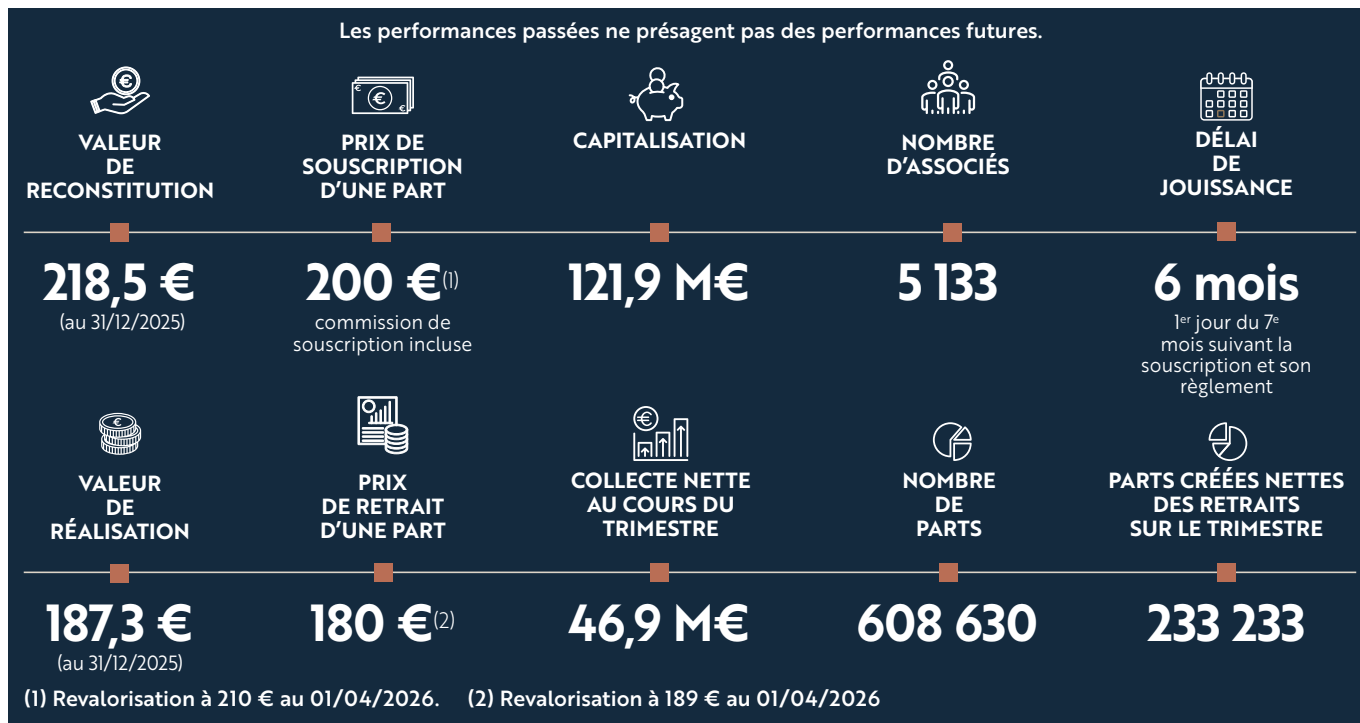 Les performances passées ne présagent pas des performances futures.
VALEUR
DE
RECONSTITUTION
218,5 €
(au 31/12/2025)
PRIX DE
SOUSCRIPTION
D’UNE PART
200 €(1)
commission de
souscription incluse
CAPITALISATION
121,9 M€
NOMBRE
D’ASSOCIÉS
5 133
DÉLAI
DE
JOUISSANCE
6 mois
1er jour du 7e
mois suivant la
souscription et son
règlement
VALEUR
DE
RÉALISATION
187,3 €
(au 31/12/2025)
PRIX
DE RETRAIT
D’UNE PART
180 €(2)
COLLECTE NETTE
AU COURS DU
TRIMESTRE
46,9 M€
NOMBRE
DE
PARTS
608 630
PARTS CRÉÉES NETTES
DES RETRAITS
SUR LE TRIMESTRE
233 233
(1) Revalorisation à 210 € au 01/04/2026. (2) Revalorisation à 189 € au 01/04/2026